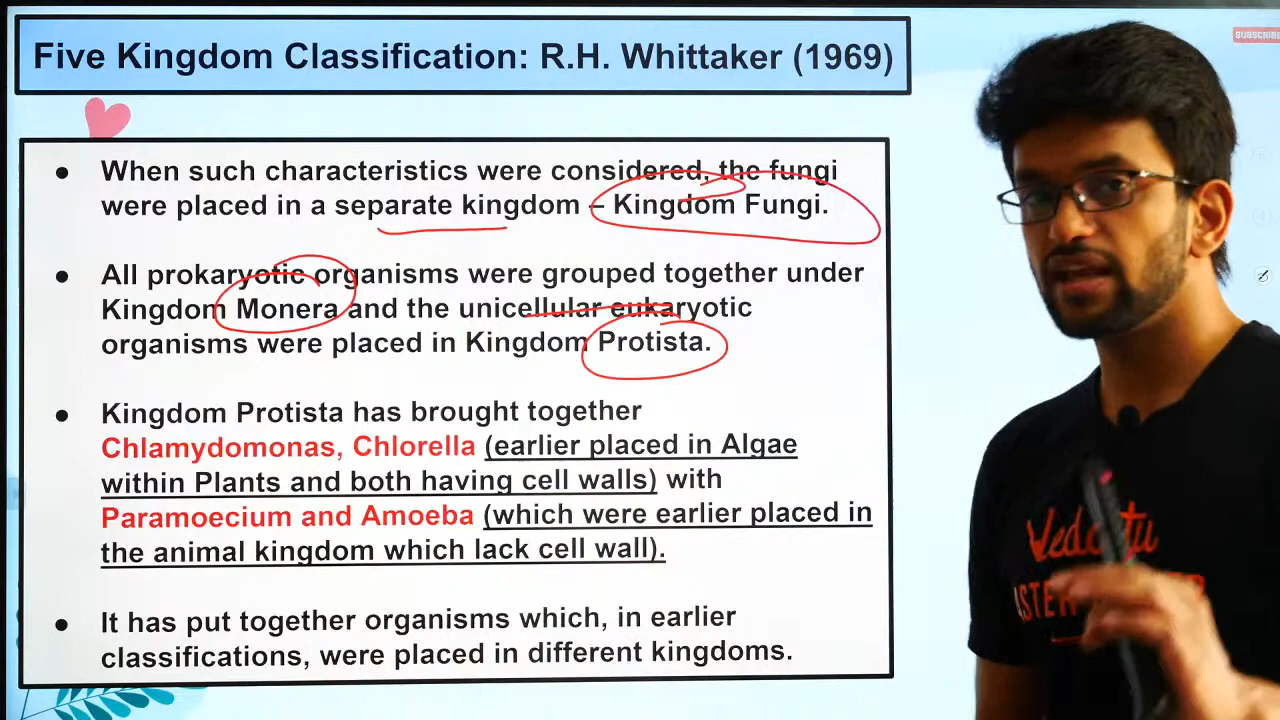 Five Kingdom Classification: R.H. Whittaker (1969)
SUBSCRIBE
● When such characteristics were considered, the fungi
were placed in a separate kingdom – Kingdom Fungi.
● All prokaryotic organisms were grouped together under
Kingdom Monera and the unicellular eukaryotic
organisms were placed in Kingdom Protista.
● Kingdom Protista has brought together
Chlamydomonas, Chlorella (earlier placed in Algae
within Plants and both having cell walls) with
Paramoecium and Amoeba (which were earlier placed in
the animal kingdom which lack cell wall).
● It has put together organisms which, in earlier
classifications, were placed in different kingdoms.